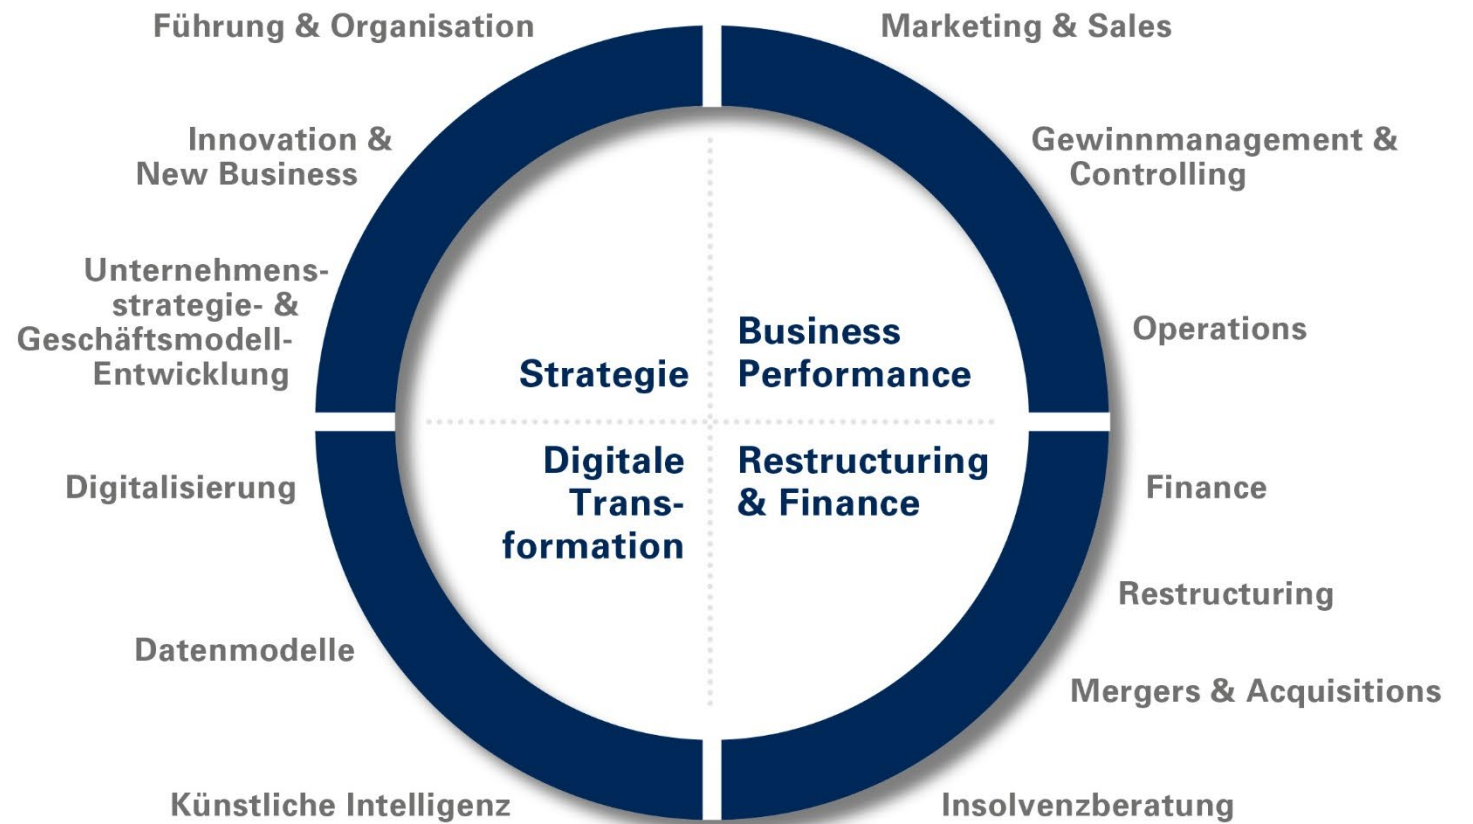 Führung & Organisation
Marketing & Sales
Innovation &
New Business
Gewinnmanagement &
Controlling
Unternehmens-
strategie- &
Geschäftsmodell-
Entwicklung
Operations
Strategie
Business
Performance
Digitale
Trans-
formation
Restructuring
& Finance
Digitalisierung
Finance
Restructuring
Datenmodelle
Mergers & Acquisitions
Künstliche Intelligenz
Insolvenzberatung